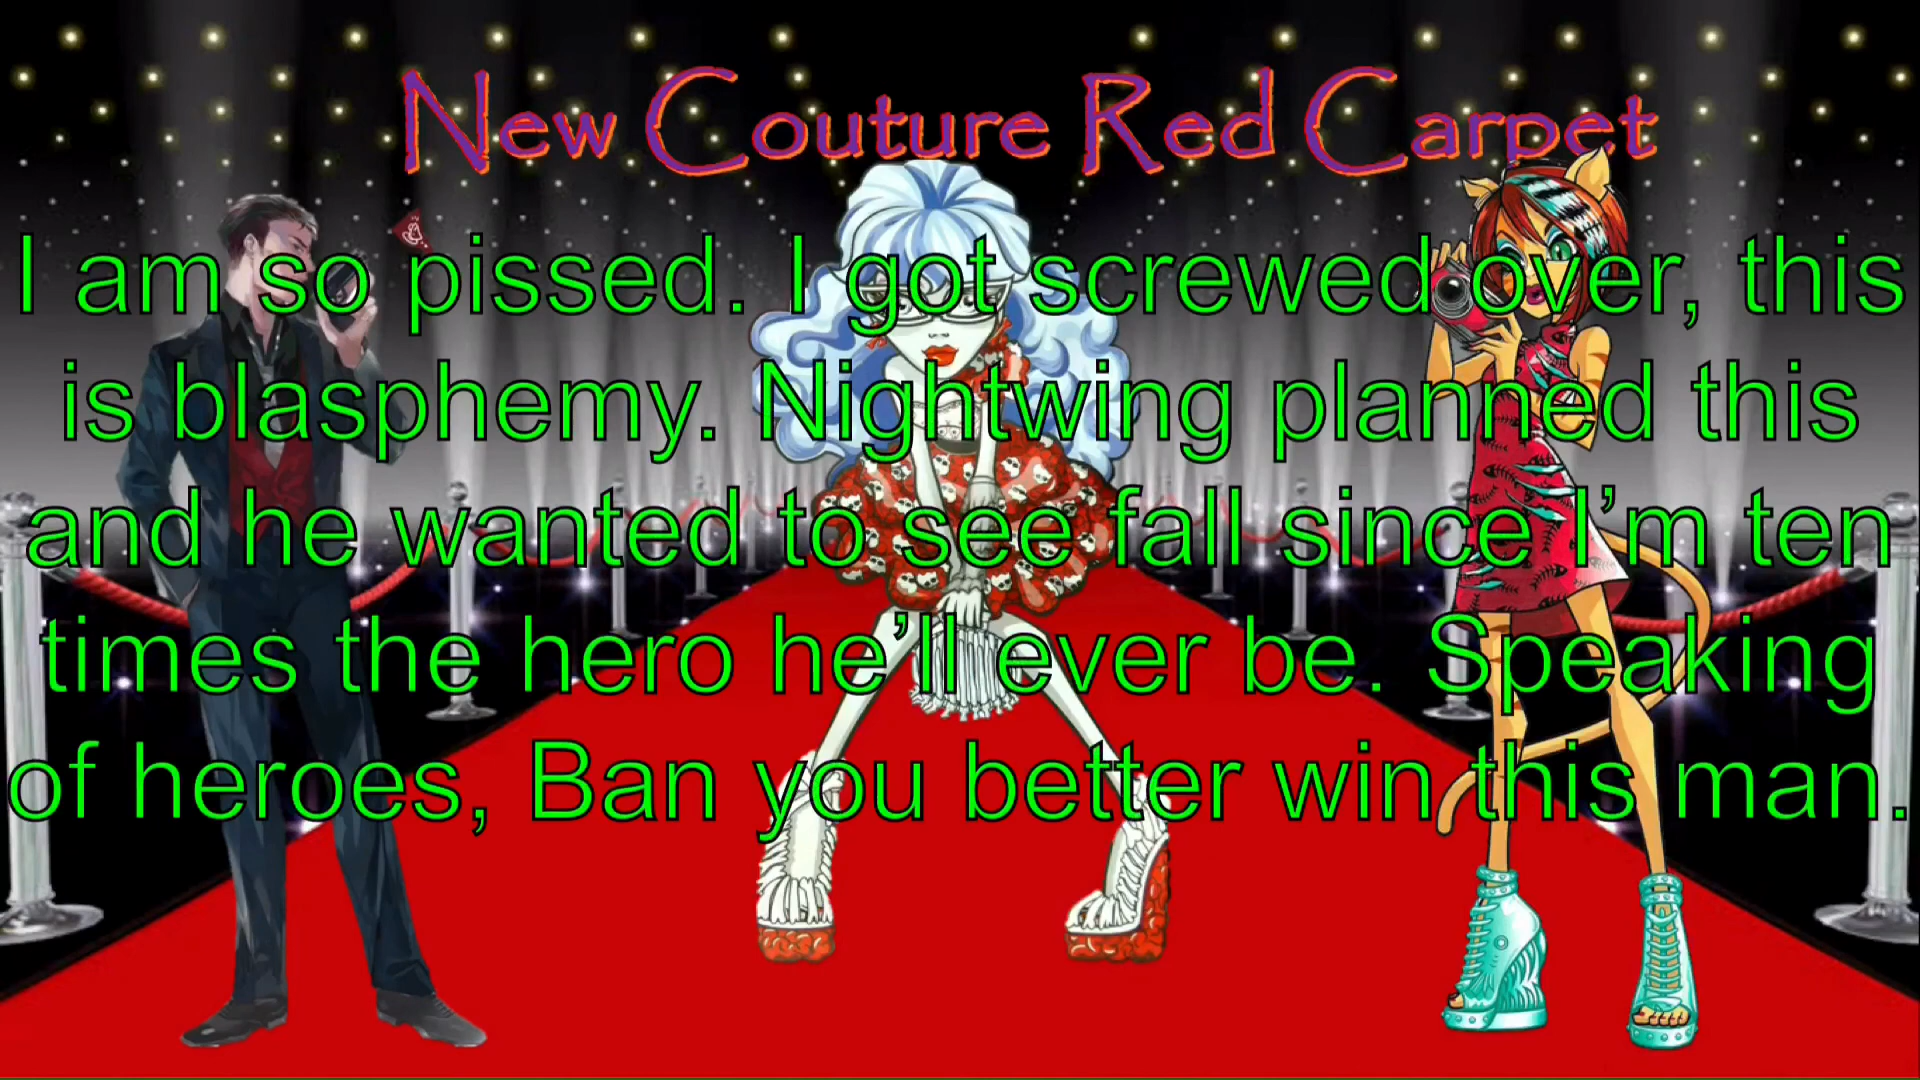 New Couture Red Carpet
I am so pissed. I got screwed over, this
is blasphemy. Nightwing planned this
and he wanted to see fall since I’m ten
times the hero he’ll ever be. Speaking
of heroes, Ban you better win this man.